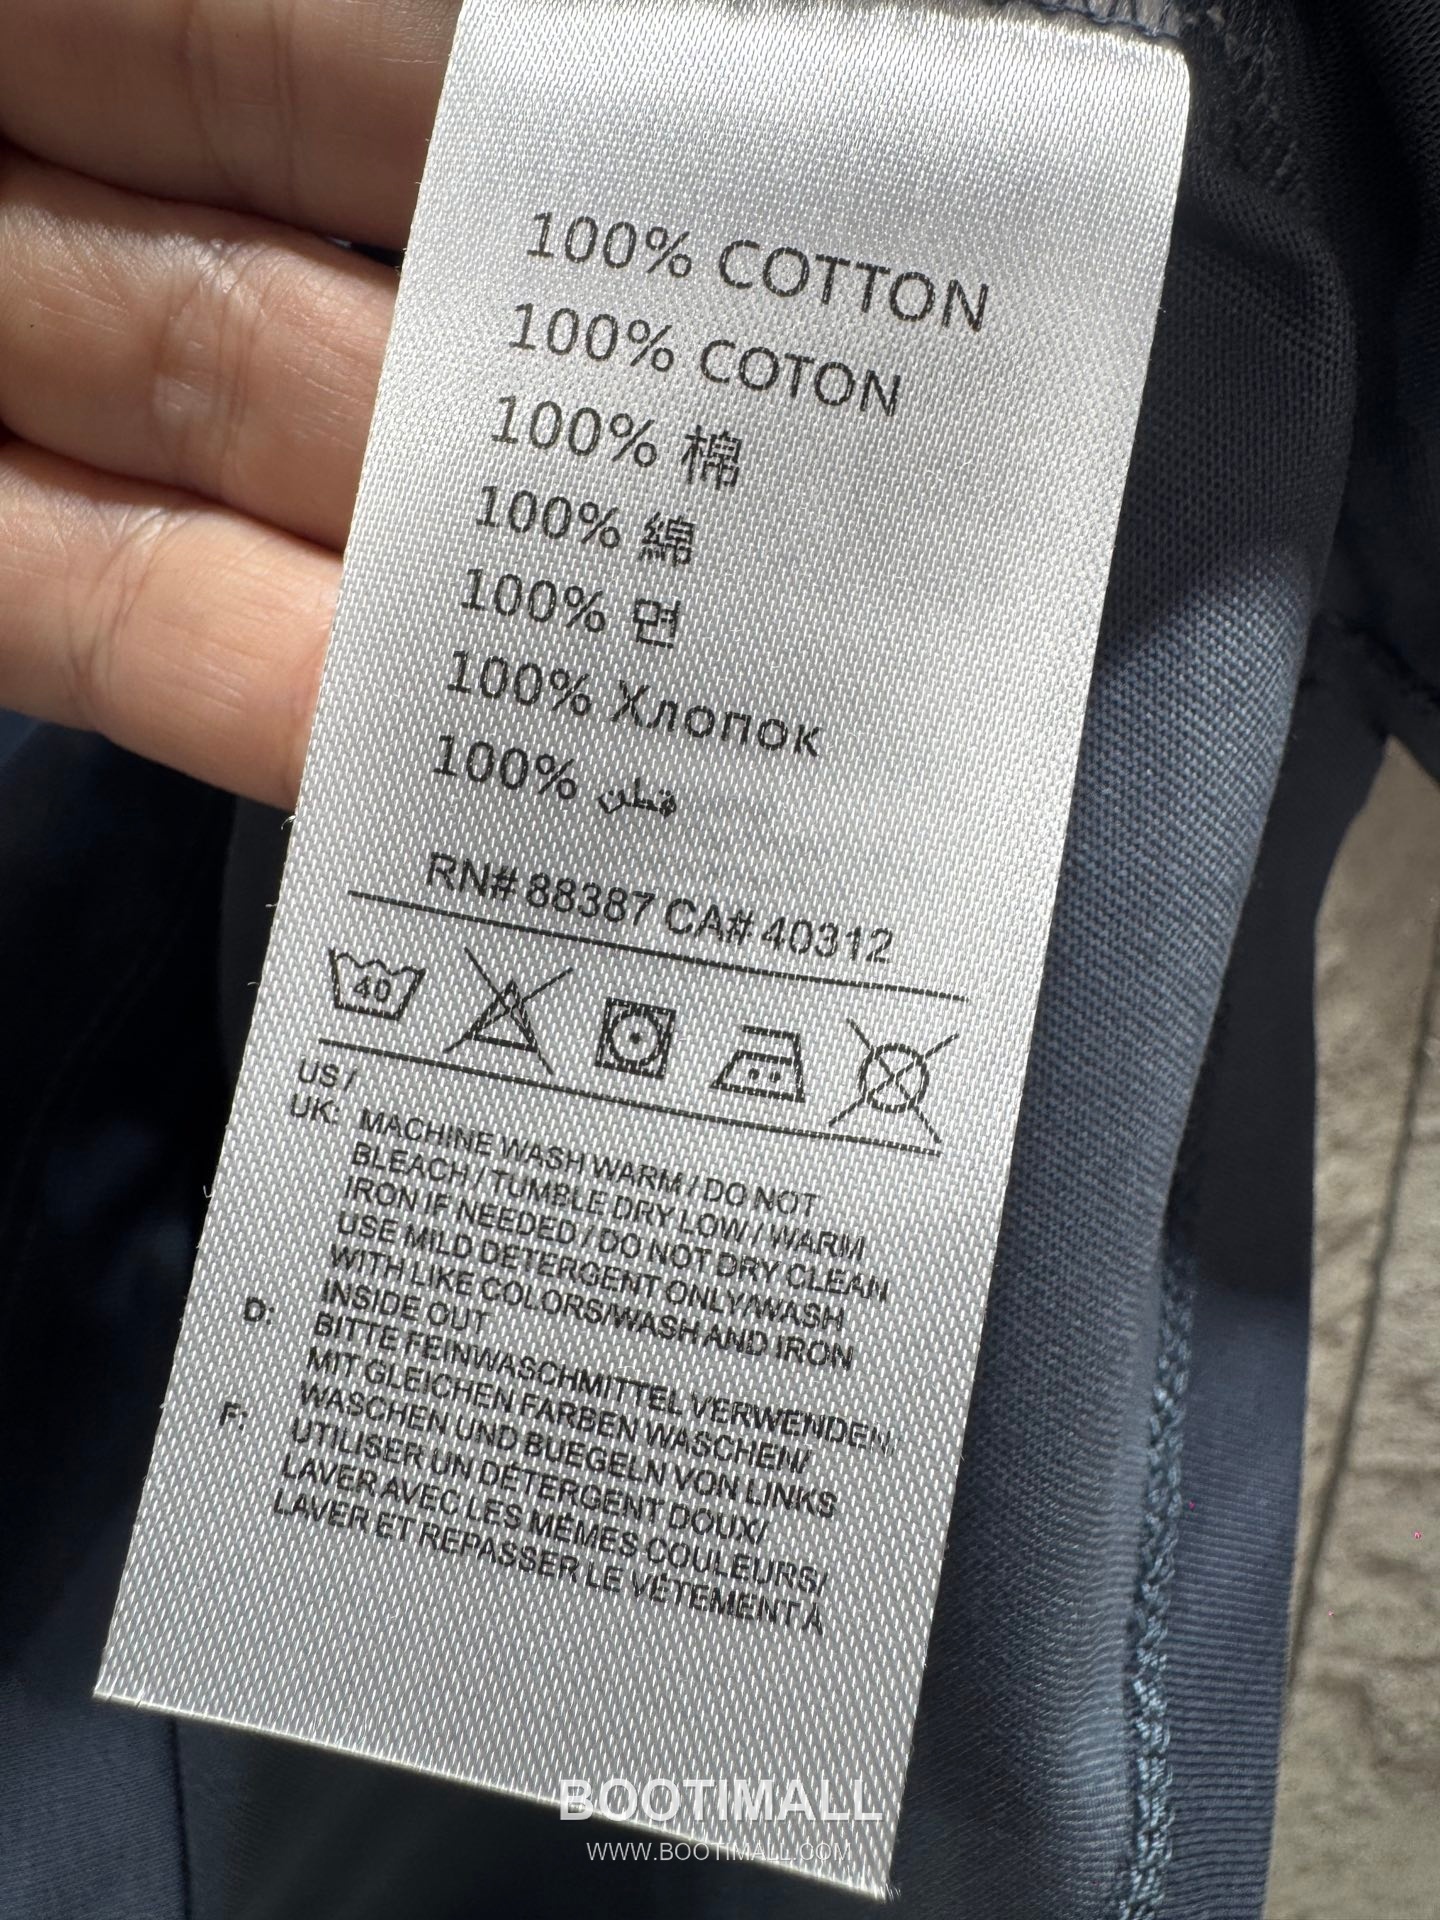 100% COTTON
100% COTON
100% 棉
100% 綿
100% 면
100% Хлопок
100% قطن
RN# 88387 CA# 40312
40
US /
UK: MACHINE WASH WARM / DO NOT
BLEACH / TUMBLE DRY LOW / WARM
IRON IF NEEDED / DO NOT DRY CLEAN
USE MILD DETERGENT ONLY/WASH
WITH LIKE COLORS/WASH AND IRON
INSIDE OUT
D: BITTE FEINWASCHMITTEL VERWENDEN/
MIT GLEICHEN FARBEN WASCHEN/
WASCHEN UND BUEGELN VON LINKS
F: UTILISER UN DÉTERGENT DOUX/
LAVER AVEC LES MÊMES COULEURS/
LAVER ET REPASSER LE VÊTEMENT À
BOOTIMALL
WWW.BOOTIMALL.COM